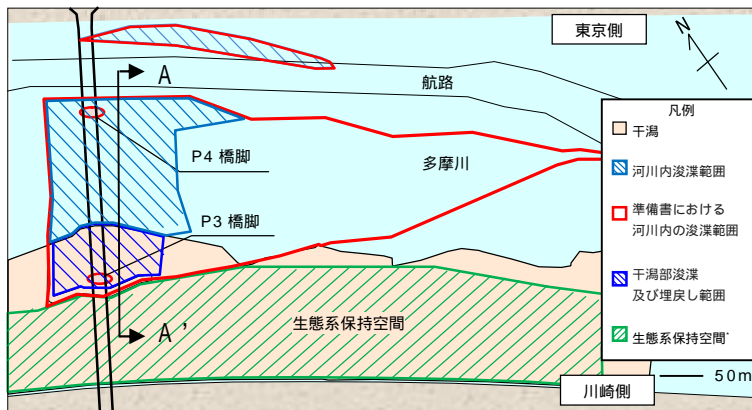 東京側
N
A
航路
凡例
干潟
P4 橋脚
多摩川
河川内浚渫範囲
準備書における
河川内の浚渫範囲
P3 橋脚
干潟部浚渫
及び埋戻し範囲
生態系保持空間
A’
生態系保持空間*
50m
川崎側